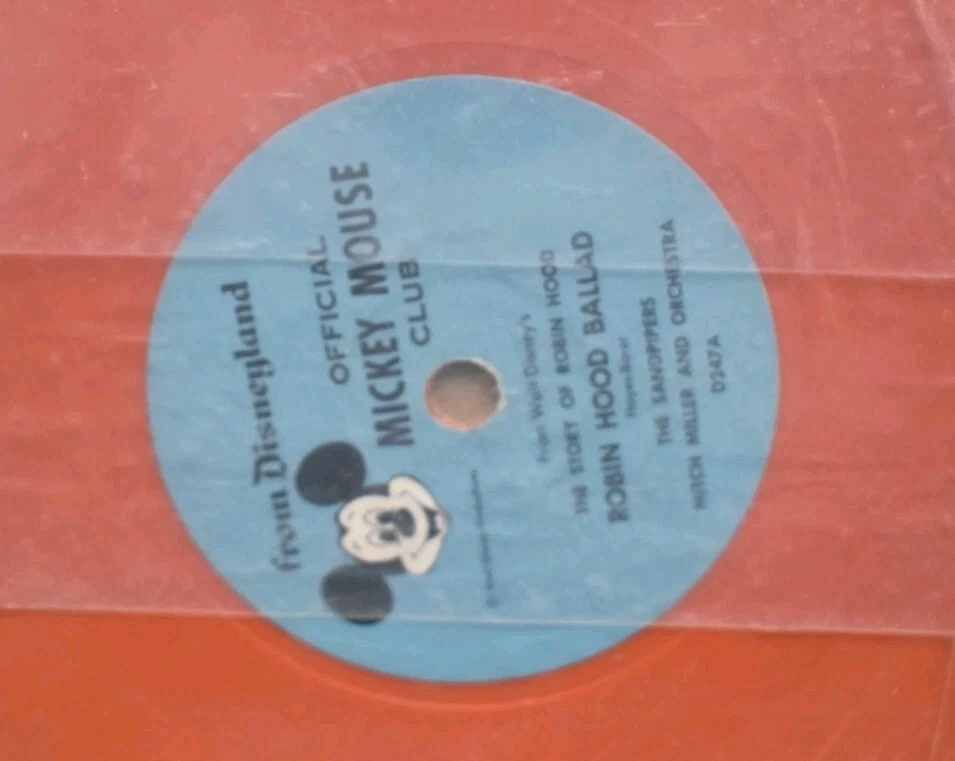 from Disneyland
OFFICIAL
MICKEY MOUSE
CLUB
From Walt Disney's
THE STORY OF ROBIN HOOD
ROBIN HOOD BALLAD
THE SANDPIPERS
MITCH MILLER AND ORCHESTRA
D247A